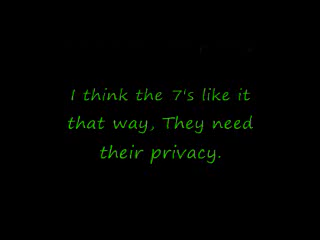 I think the 7's like it
that way, They need
their privacy.